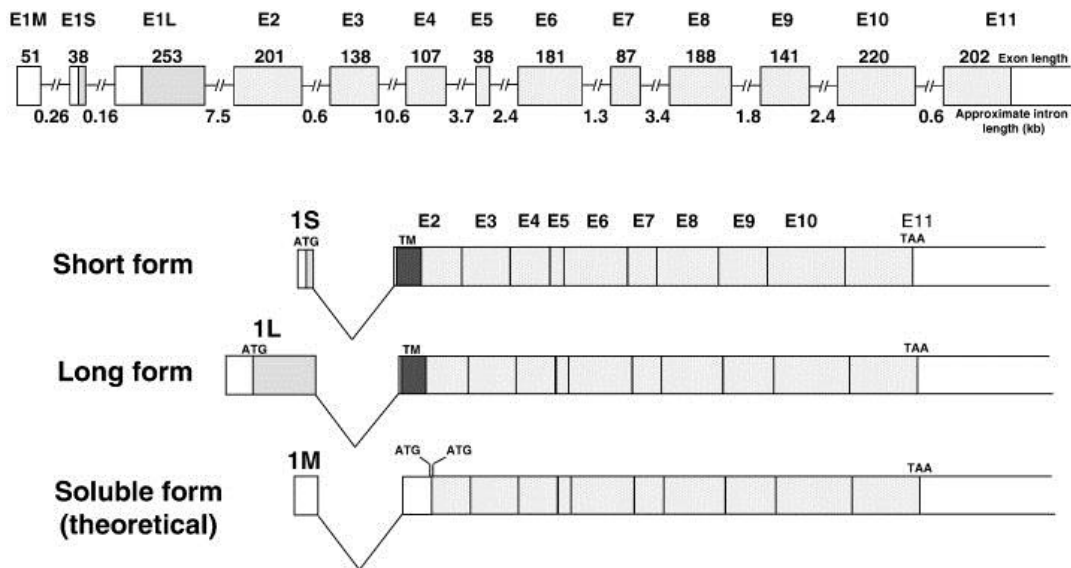 E1M E1S E1L E2 E3 E4 E5 E6 E7 E8 E9 E10 E11
51 38 253 201 138 107 38 181 87 188 141 220 202 Exon length
0.26 0.16 7.5 0.6 10.6 3.7 2.4 1.3 3.4 1.8 2.4 0.6 Approximate intron
length (kb)
1S E2 E3 E4 E5 E6 E7 E8 E9 E10 E11
ATG TM TAA
Short form
1L
ATG TM TAA
Long form
ATG ATG
1M TAA
Soluble form
(theoretical)